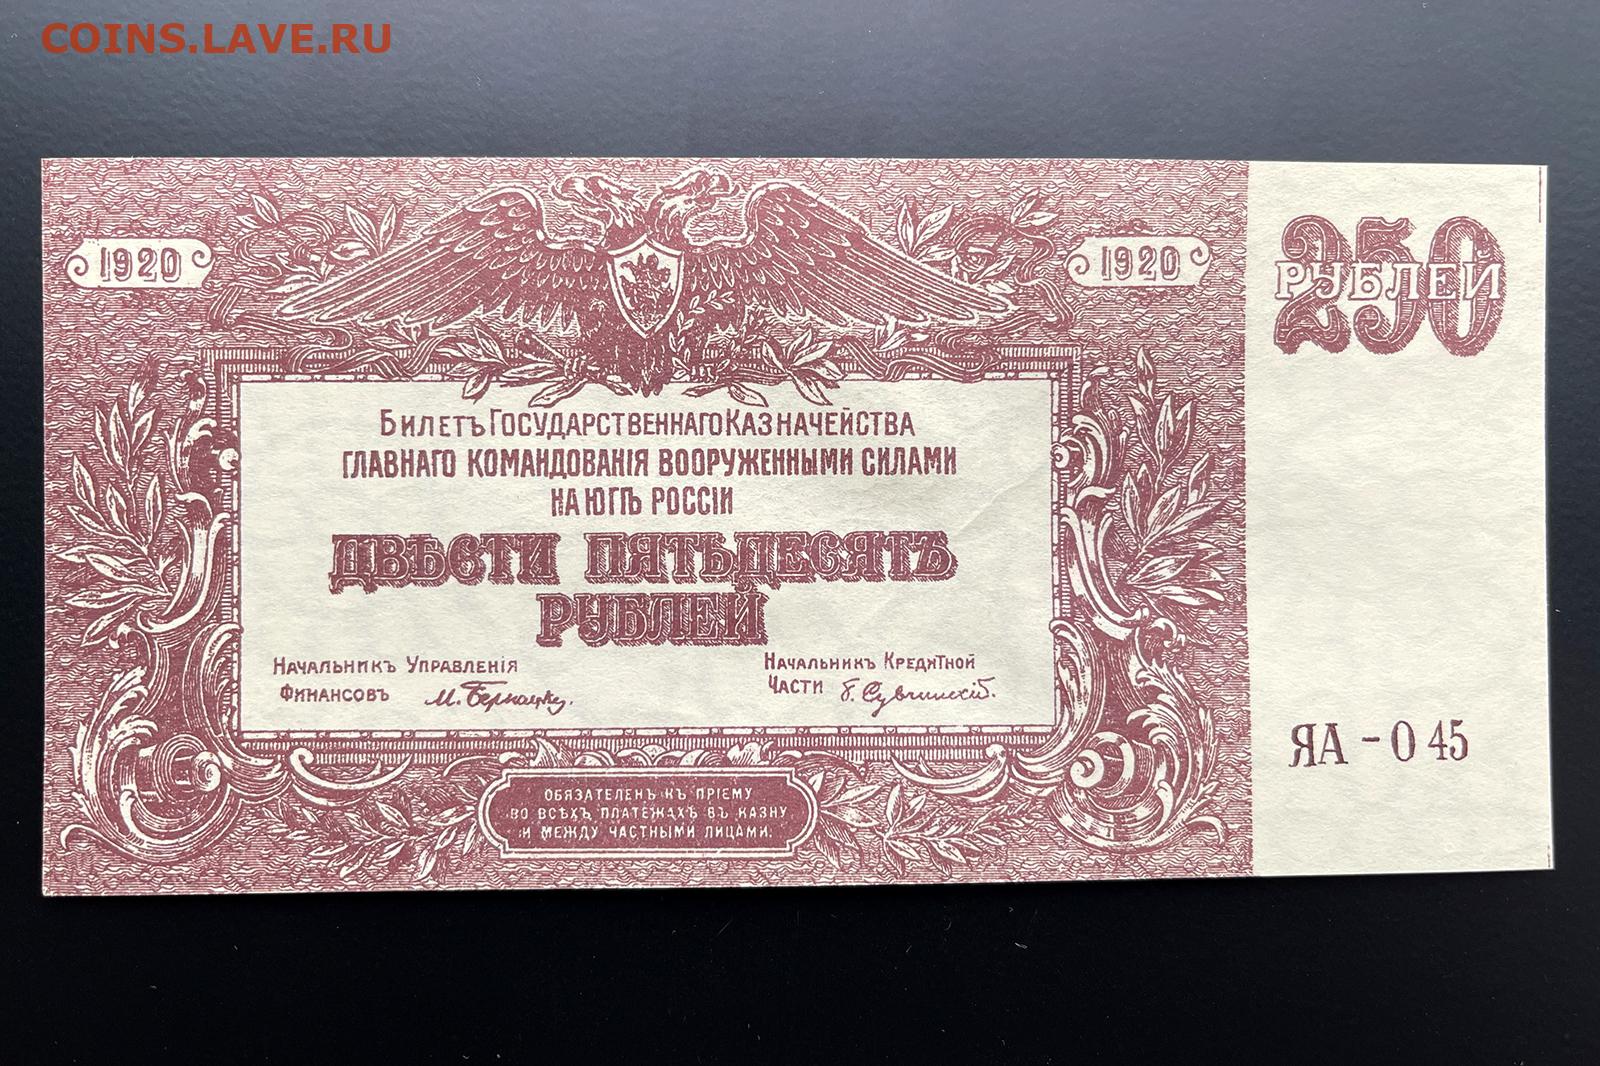 COINS.LAVE.RU
1920
1920
250
РУБЛЕЙ
БИЛЕТЪ ГОСУДАРСТВЕННАГО КАЗНАЧЕЙСТВА
ГЛАВНАГО КОМАНДОВАНІЯ ВООРУЖЕННЫМИ СИЛАМИ
НА ЮГѢ РОССІИ
ДВѢСТИ ПЯТЬДЕСЯТЪ
РУБЛЕЙ
НАЧАЛЬНИКЪ УПРАВЛЕНІЯ
ФИНАНСОВЪ М. Бернацкій.
НАЧАЛЬНИКЪ КРЕДИТНОЙ
ЧАСТИ Б. Сувчинскій.
ЯА - 045
ОБЯЗАТЕЛЕНЪ КЪ ПРІЕМУ
ВО ВСѢХЪ ПЛАТЕЖАХЪ ВЪ КАЗНУ
И МЕЖДУ ЧАСТНЫМИ ЛИЦАМИ.